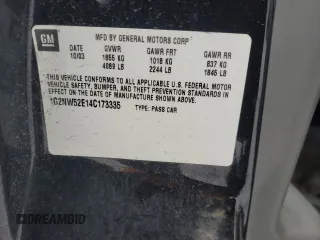 GM
MFD BY GENERAL MOTORS CORP
DATE GVWR GAWR FRT GAWR RR
10/03 1855 KG 1018 KG 837 KG
4089 LB 2244 LB 1845 LB
THIS VEHICLE CONFORMS TO ALL APPLICABLE U.S. FEDERAL MOTOR
VEHICLE SAFETY, BUMPER, AND THEFT PREVENTION STANDARDS IN
EFFECT ON THE DATE OF MANUFACTURE SHOWN ABOVE.
1G2NW52E14C173335 TYPE: PASS CAR
DREAMBID